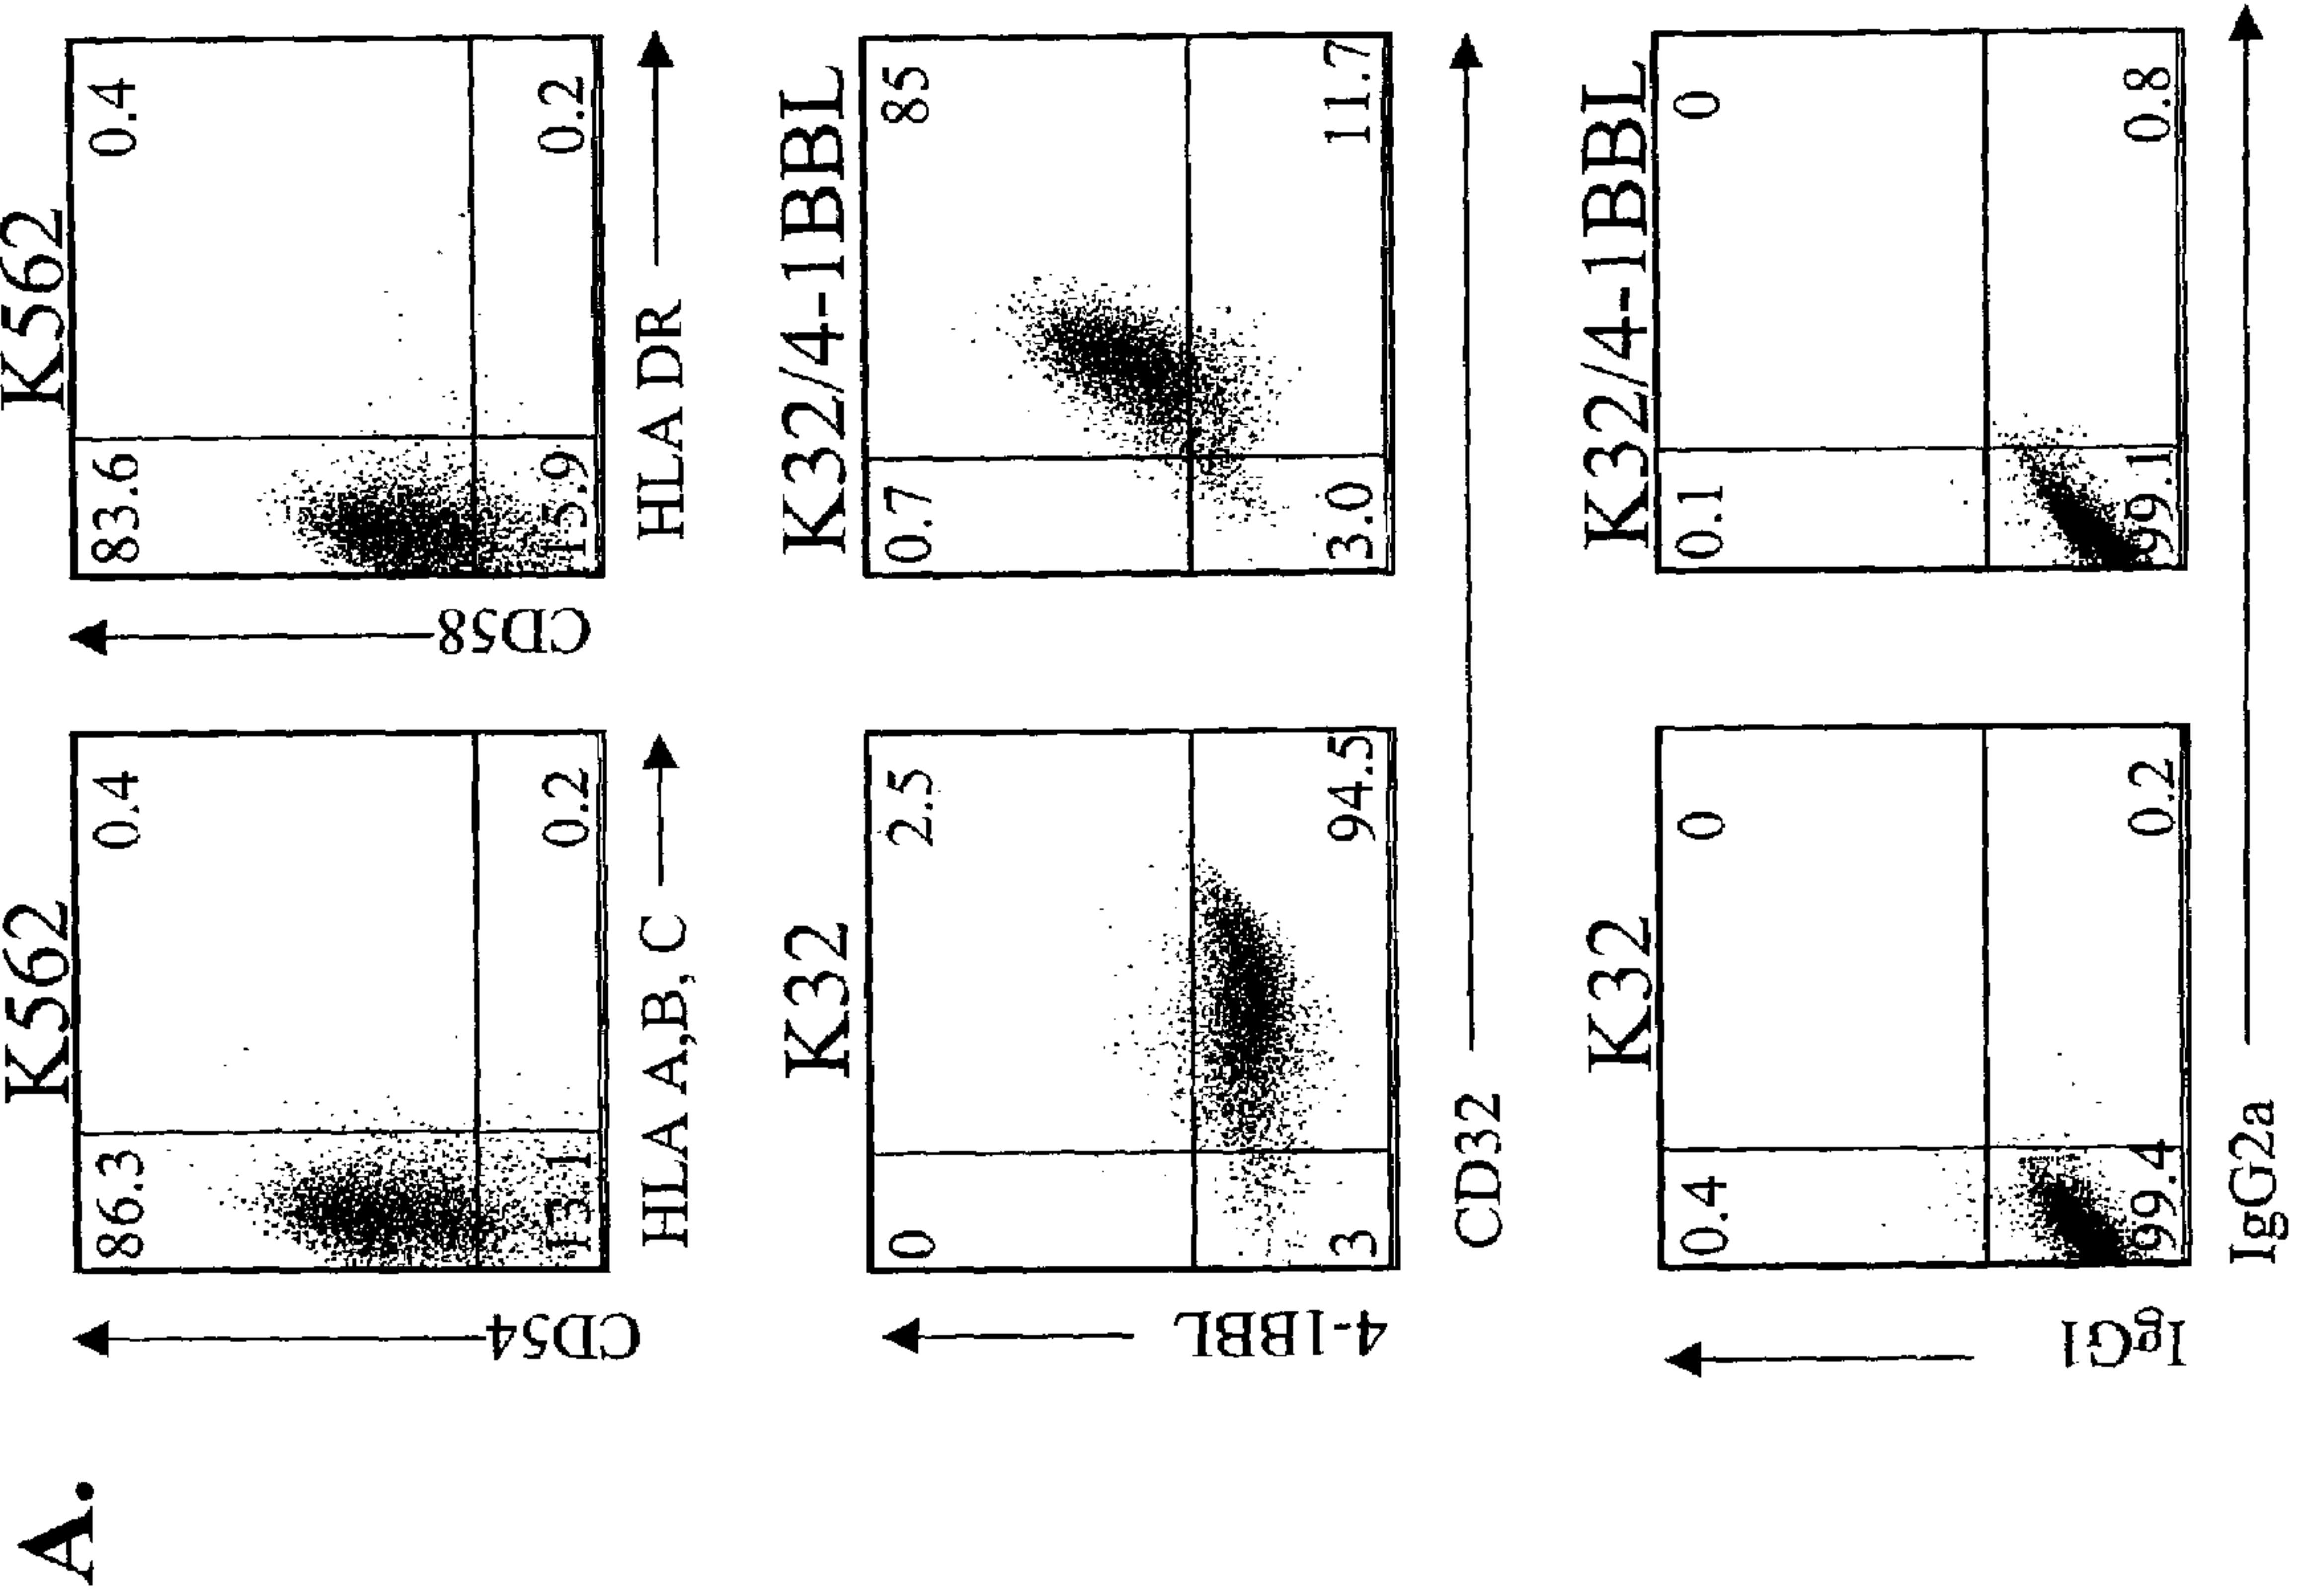 A.
K562
K562
86.3
0.4
83.6
0.4
CD54
CD58
13.1
0.2
15.9
0.2
HLA A,B, C
HLA DR
K32
K32/4-1BBL
0
2.5
0.7
85
4-1BBL
3
94.5
3.0
11.7
CD32
K32
K32/4-1BBL
0.4
0
0.1
0
IgG1
99.4
0.2
99.1
0.8
IgG2a